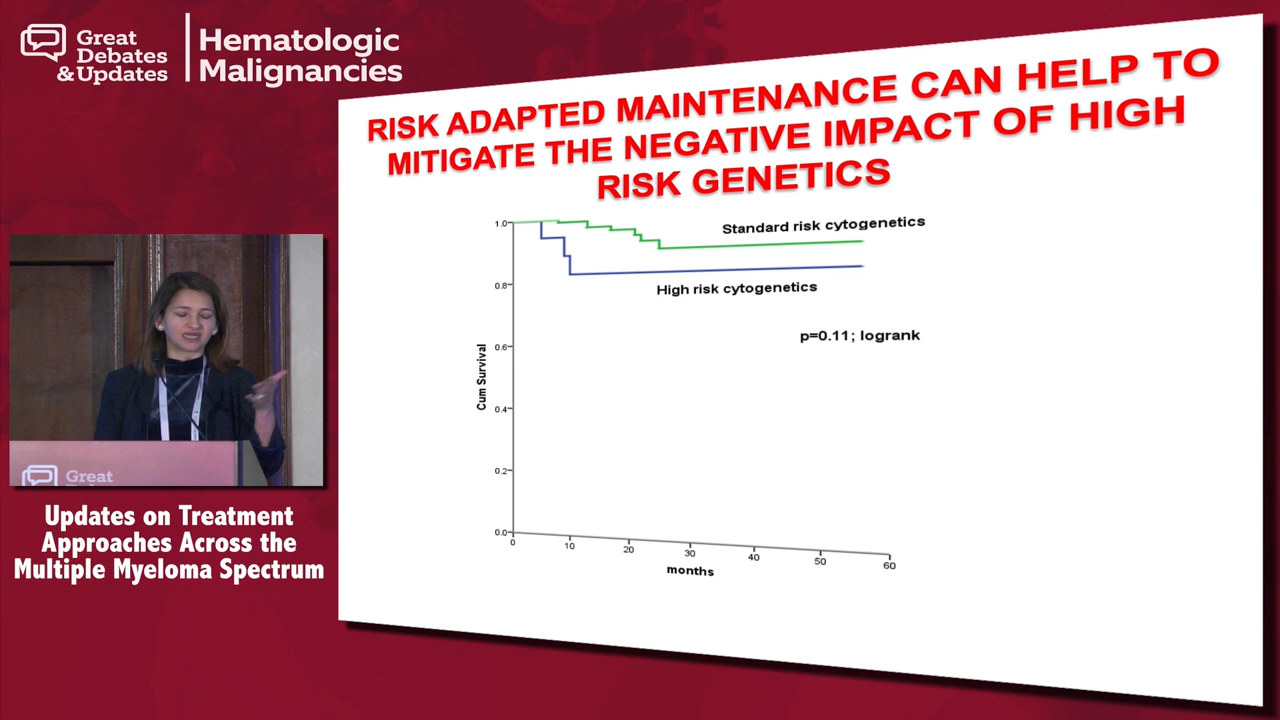 Great
Debates
& Updates
Hematologic
Malignancies
RISK ADAPTED MAINTENANCE CAN HELP TO
MITIGATE THE NEGATIVE IMPACT OF HIGH
RISK GENETICS
1.0
0.8
0.6
0.4
0.2
0.0
Cum Survival
Standard risk cytogenetics
High risk cytogenetics
p=0.11; logrank
0
10
20
30
40
50
60
months
Great
Updates on Treatment
Approaches Across the
Multiple Myeloma Spectrum